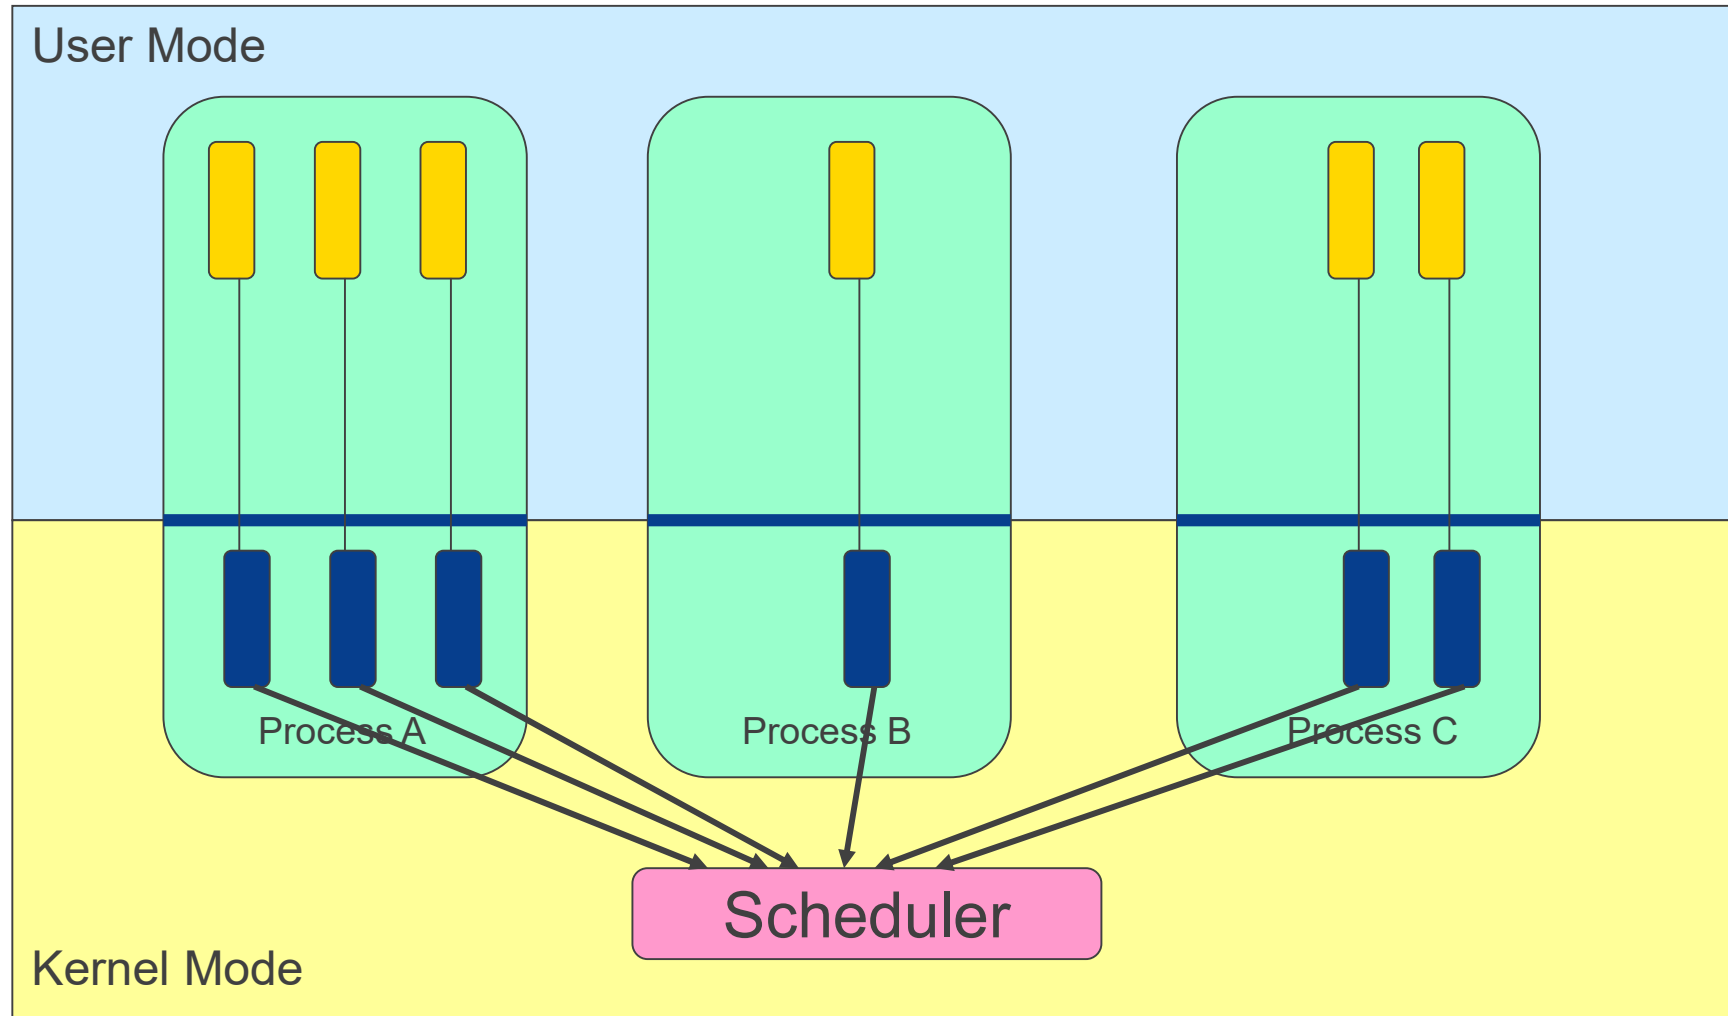 User Mode
Process A
Process B
Process C
Scheduler
Kernel Mode